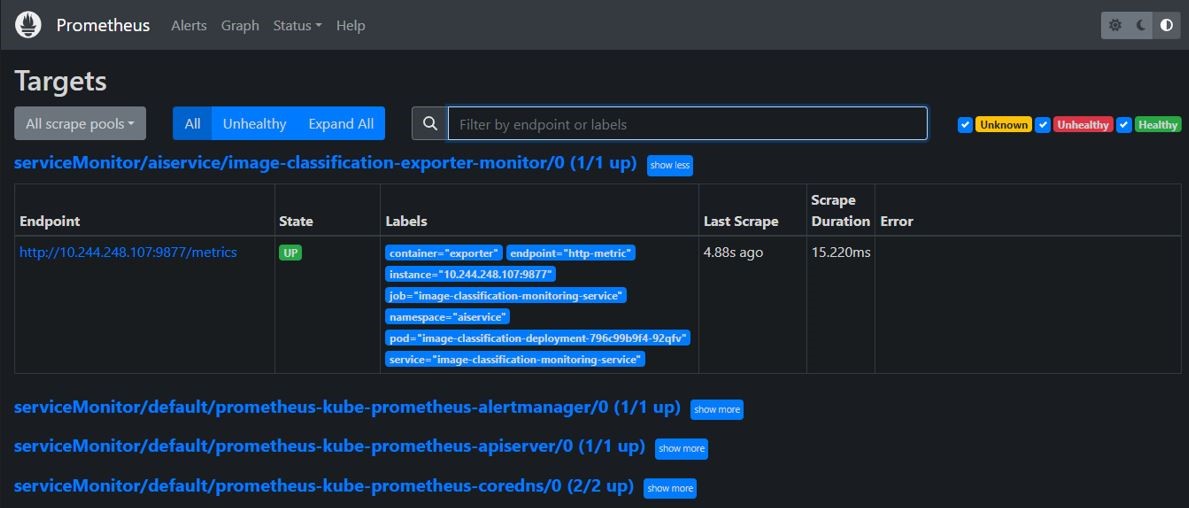 Prometheus Alerts Graph Status Help
Targets
All scrape pools All Unhealthy Expand All Filter by endpoint or labels Unknown Unhealthy Healthy
serviceMonitor/aiservice/image-classification-exporter-monitor/0 (1/1 up) show less
Endpoint State Labels Last Scrape Scrape Duration Error
http://10.244.248.107:9877/metrics UP container="exporter" endpoint="http-metric" 4.88s ago 15.220ms
instance="10.244.248.107:9877"
job="image-classification-monitoring-service"
namespace="aiservice"
pod="image-classification-deployment-796c99b9f4-92qfv"
service="image-classification-monitoring-service"
serviceMonitor/default/prometheus-kube-prometheus-alertmanager/0 (1/1 up) show more
serviceMonitor/default/prometheus-kube-prometheus-apiserver/0 (1/1 up) show more
serviceMonitor/default/prometheus-kube-prometheus-coredns/0 (2/2 up) show more